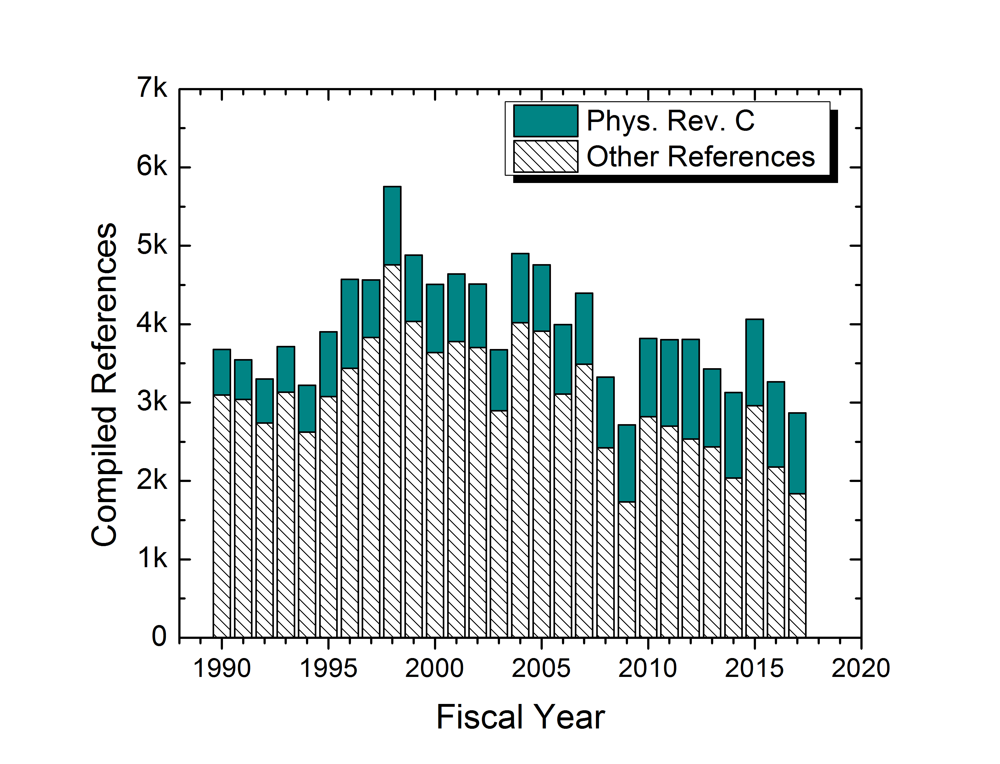 7k
6k
5k
4k
3k
2k
1k
0
Compiled References
Phys. Rev. C
Other References
1990 1995 2000 2005 2010 2015 2020
Fiscal Year